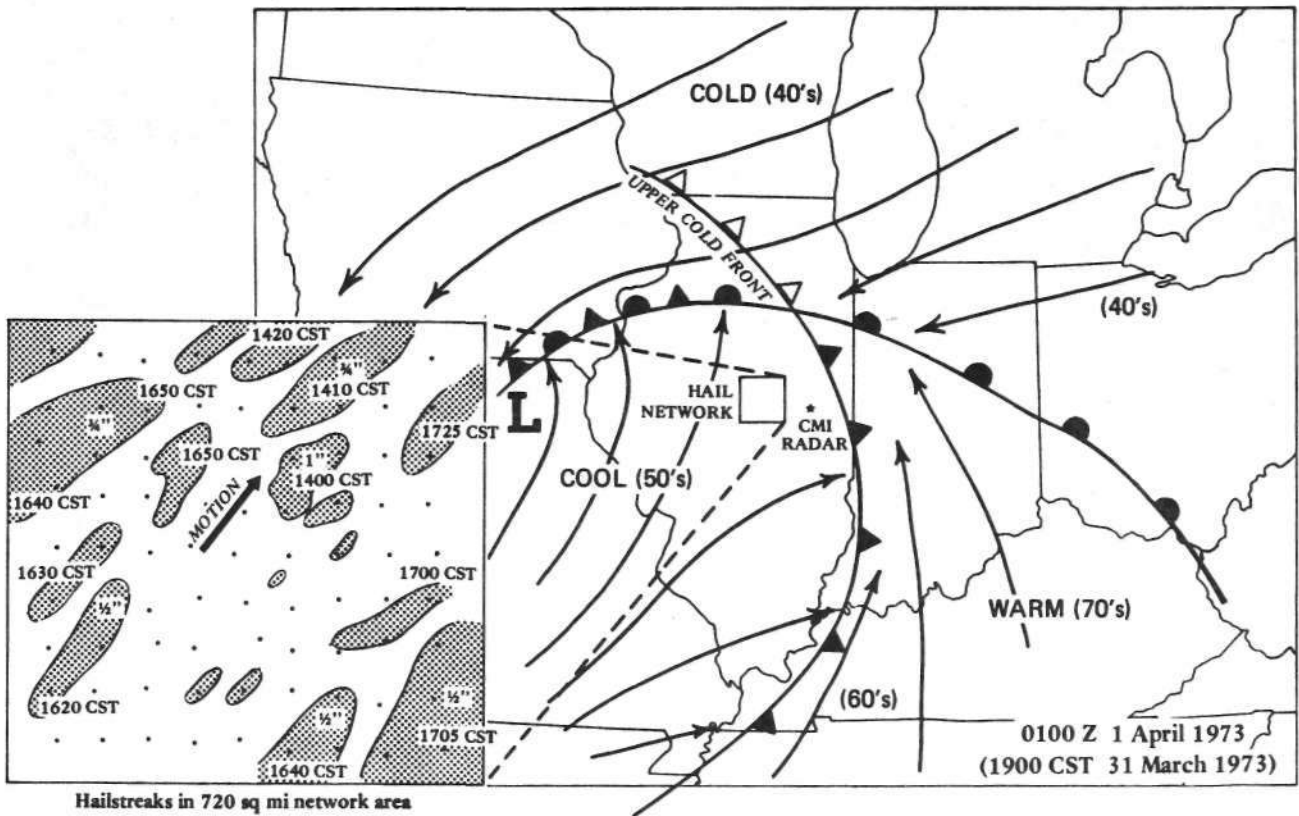 COLD (40's)
UPPER COLD FRONT
(40's)
HAIL
NETWORK
CMI
RADAR
L
COOL (50's)
WARM (70's)
(60's)
0100 Z 1 April 1973
(1900 CST 31 March 1973)
1420 CST
¾"
1650 CST
1410 CST
1725 CST
¾"
1650 CST
1"
1400 CST
1640 CST
MOTION
1630 CST
1700 CST
½"
1620 CST
½"
½"
1705 CST
1640 CST
Hailstreaks in 720 sq mi network area